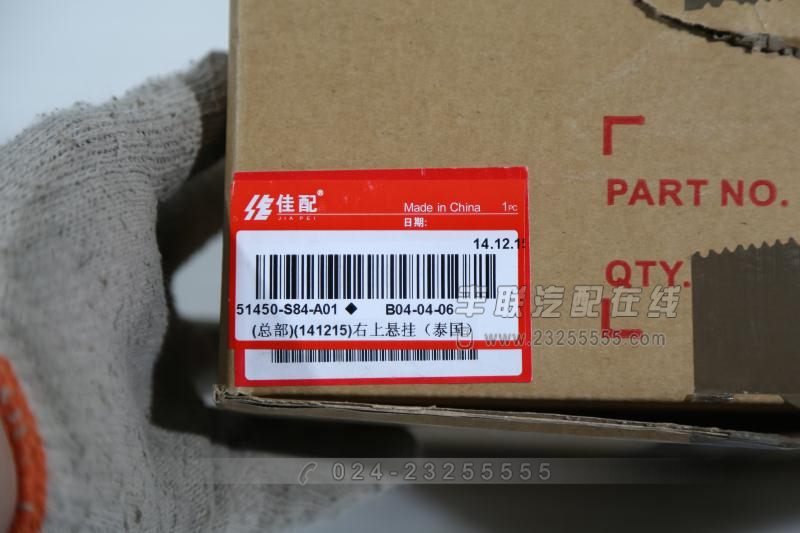 佳配®
JIA PEI
Made in China 1PC
日期:
14.12.15
51450-S84-A01 ◆ B04-04-06
(总部)(141215)右上悬挂（泰国）
PART NO.
QTY.
丰联汽配在线
www.23255555.com
024-23255555